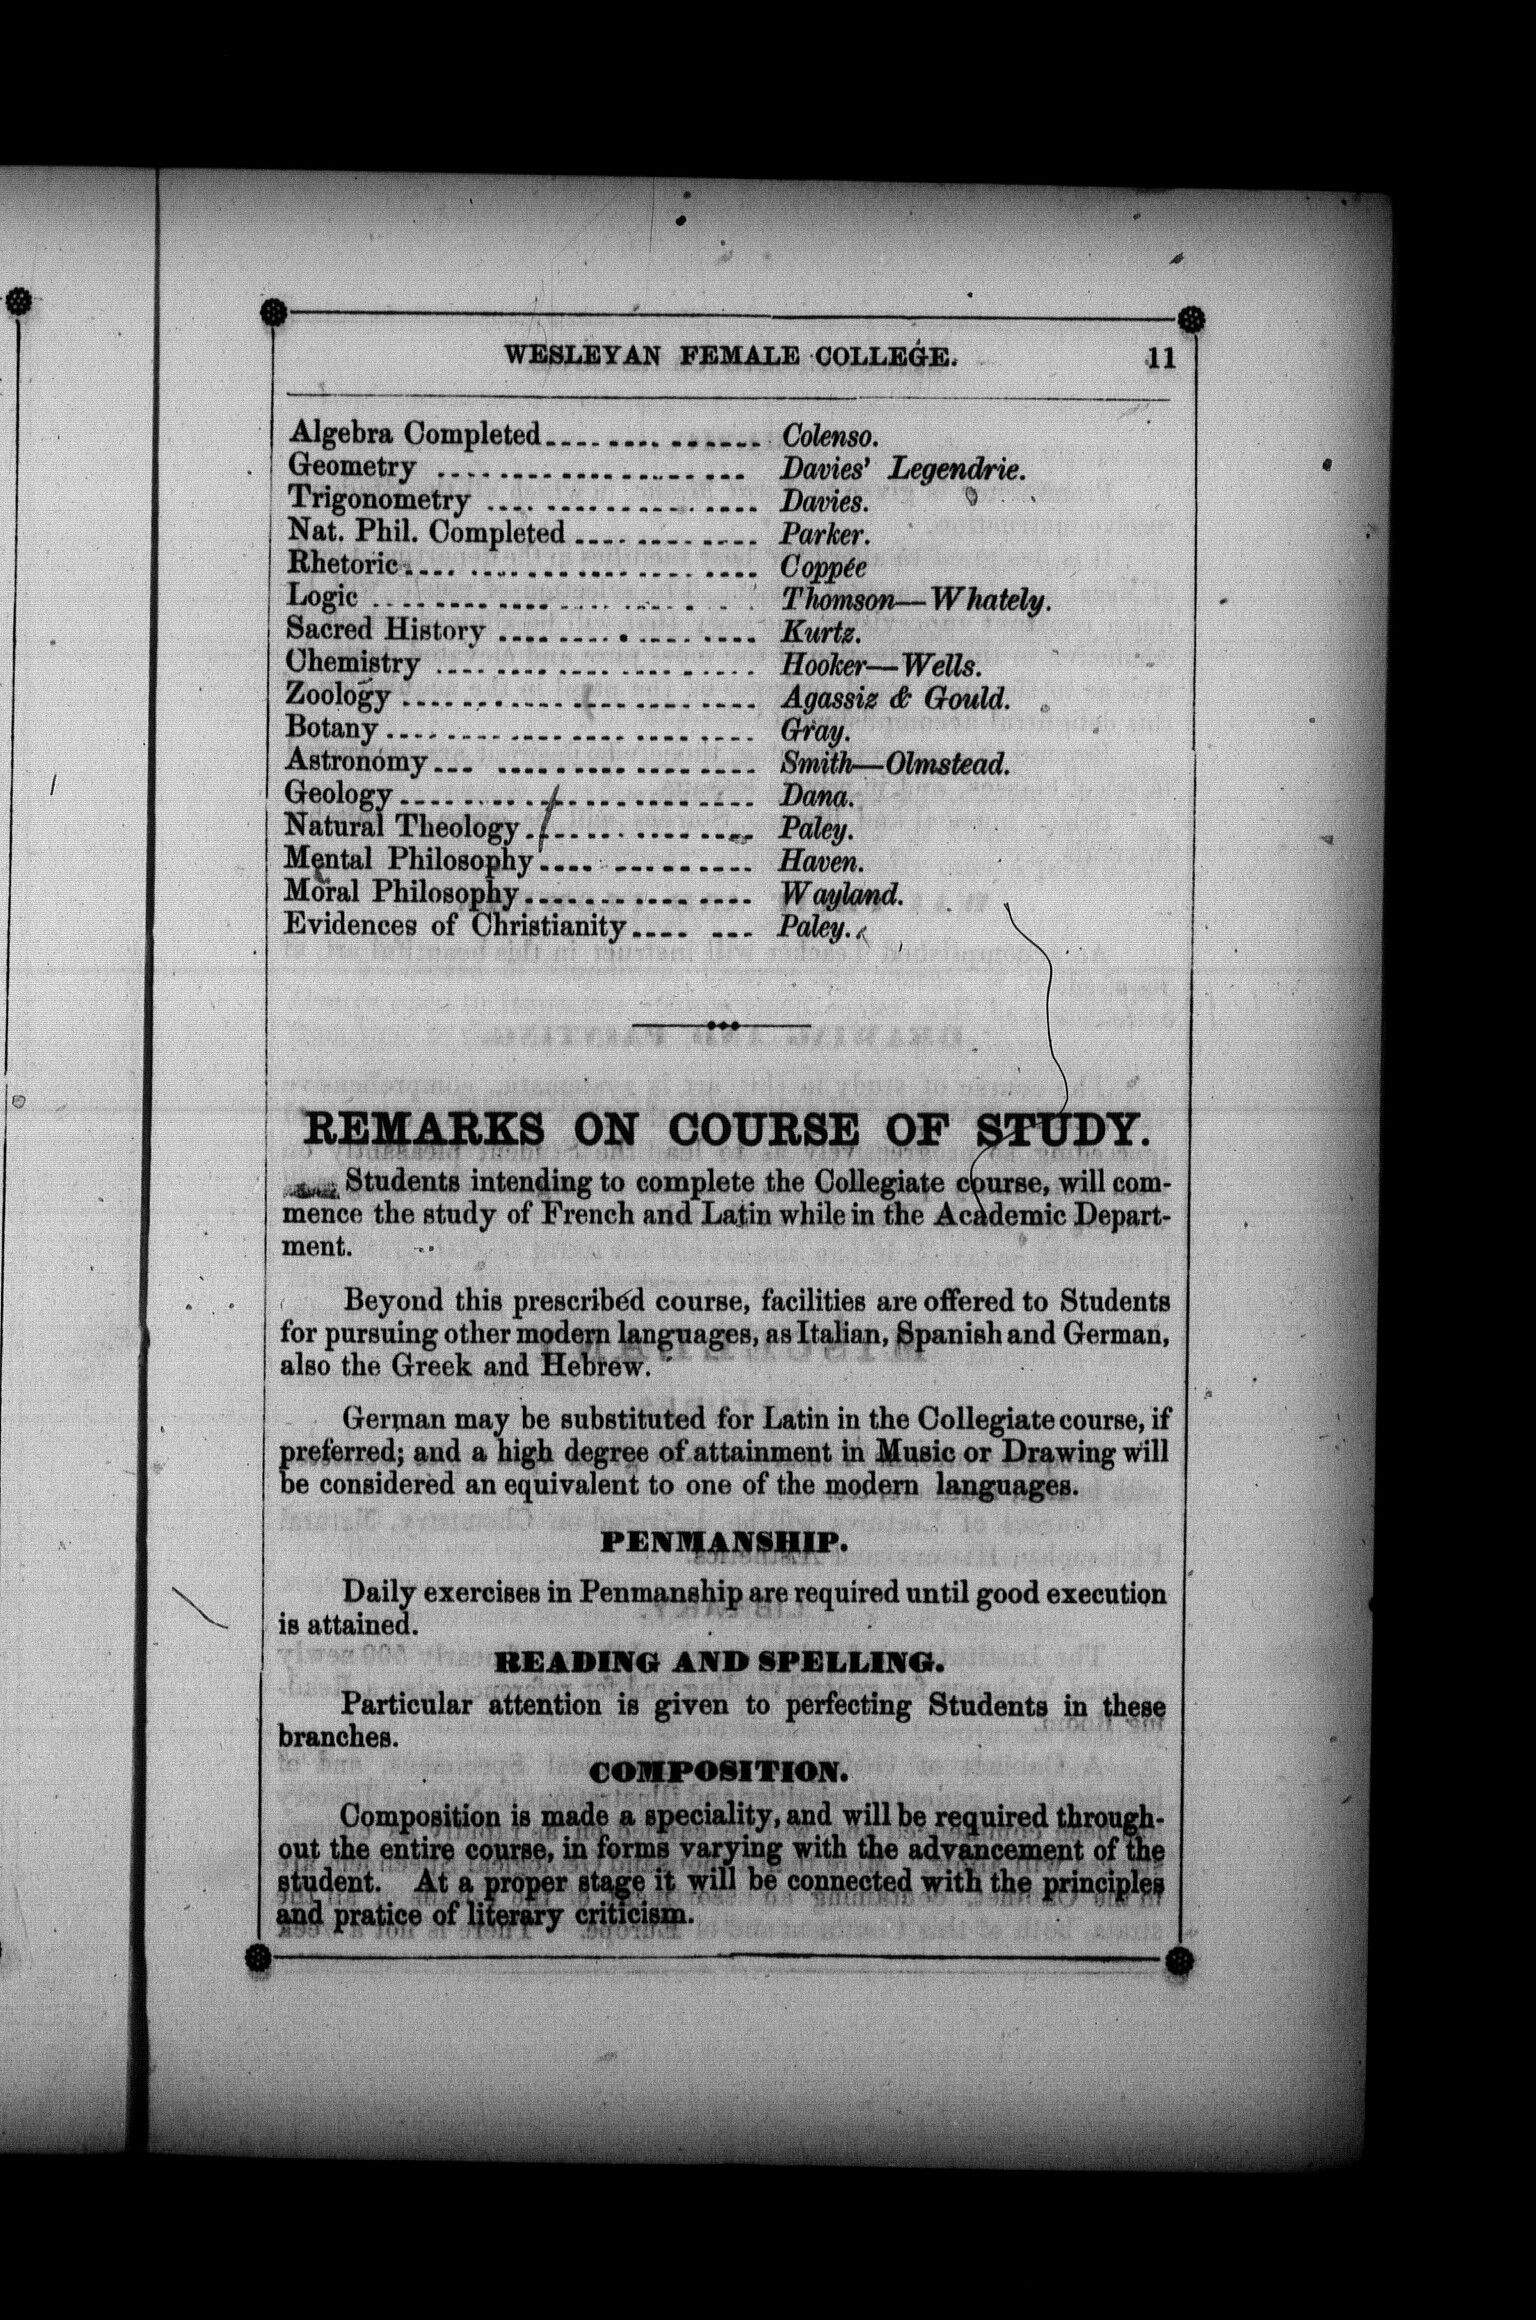 WESLEYAN FEMALE COLLEGE. 11
Algebra Completed.... .... ....... Colenso.
Geometry .... .... .... .... .... Davies' Legendrie.
Trigonometry .... .... .... .... .... Davies.
Nat. Phil. Completed .... .... .... Parker.
Rhetoric.... .... .... .... .... .... Coppée
Logic .... .... .... .... .... .... Thomson—Whately.
Sacred History .... .... .... .... Kurtz.
Chemistry .... .... .... .... .... Hooker—Wells.
Zoology .... .... .... .... .... .... Agassiz & Gould.
Botany .... .... .... .... .... .... Gray.
Astronomy... .... .... .... .... .... Smith—Olmstead.
Geology .... .... .... .... .... .... Dana.
Natural Theology.... .... .... .... Paley.
Mental Philosophy.... .... .... .... Haven.
Moral Philosophy.... .... .... .... Wayland.
Evidences of Christianity.... ... Paley.
REMARKS ON COURSE OF STUDY.
Students intending to complete the Collegiate course, will com-
mence the study of French and Latin while in the Academic Depart-
ment.
Beyond this prescribed course, facilities are offered to Students
for pursuing other modern languages, as Italian, Spanish and German,
also the Greek and Hebrew.
German may be substituted for Latin in the Collegiate course, if
preferred; and a high degree of attainment in Music or Drawing will
be considered an equivalent to one of the modern languages.
PENMANSHIP.
Daily exercises in Penmanship are required until good execution
is attained.
READING AND SPELLING.
Particular attention is given to perfecting Students in these
branches.
COMPOSITION.
Composition is made a speciality, and will be required through-
out the entire course, in forms varying with the advancement of the
student. At a proper stage it will be connected with the principles
and pratice of literary criticism.